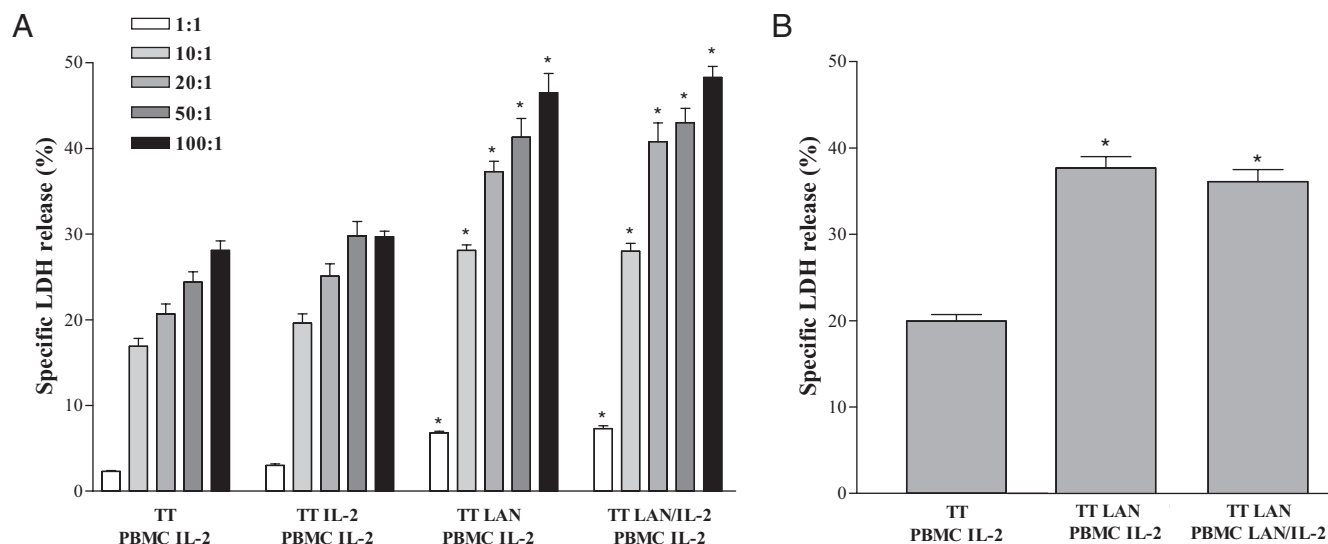 A
1:1
10:1
20:1
50:1
100:1
Specific LDH release (%)
50
40
30
20
10
0
*
*
*
*
*
*
*
*
*
*
TT
PBMC IL-2
TT IL-2
PBMC IL-2
TT LAN
PBMC IL-2
TT LAN/IL-2
PBMC IL-2
B
Specific LDH release (%)
50
40
30
20
10
0
*
*
TT
PBMC IL-2
TT LAN
PBMC IL-2
TT LAN
PBMC LAN/IL-2